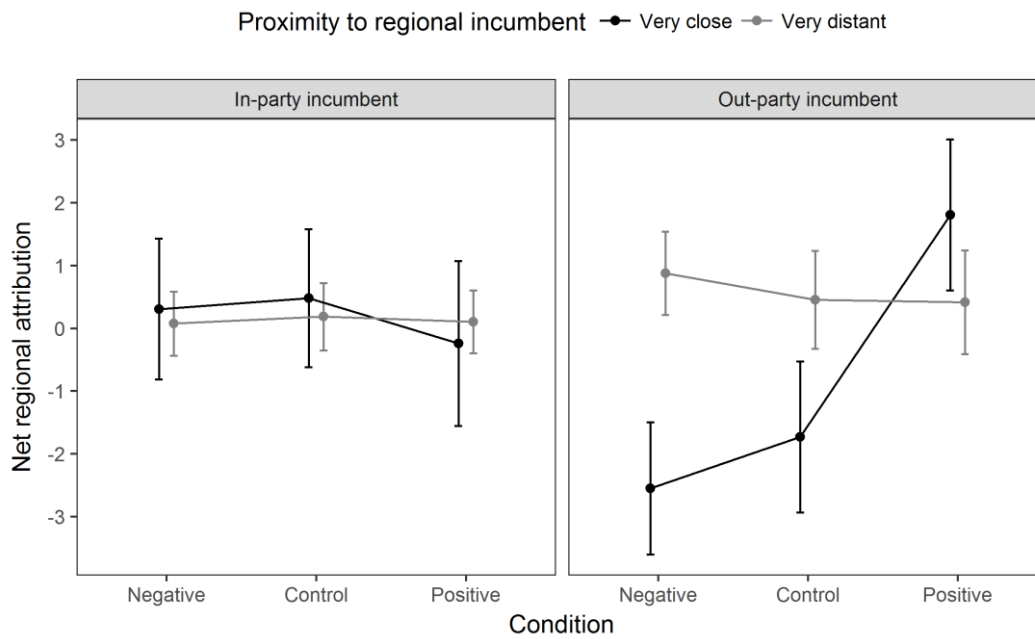 Proximity to regional incumbent Very close Very distant
In-party incumbent Out-party incumbent
Net regional attribution
3
2
1
0
-1
-2
-3
Negative Control Positive Negative Control Positive
Condition